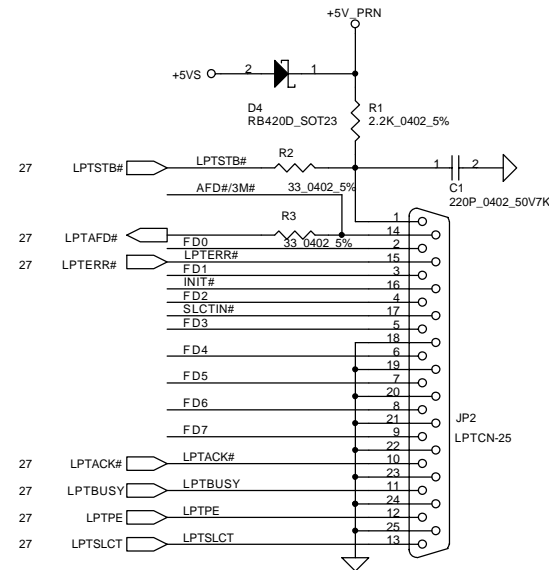 +5V_PRN
+5VS 2 1
D4 R1
RB420D_SOT23 2.2K_0402_5%
R2
27 LPTSTB# LPTSTB# 1 2
AFD#/3M# 33_0402_5% C1
220P_0402_50V7K
1
R3
27 LPTAFD# 14
FD0 33_0402_5% 2
27 LPTERR# LPTERR# 15
FD1 3
INIT# 16
FD2 4
SLCTIN# 17
FD3 5
18
FD4 6
19
FD5 7
20
FD6 8
21 JP2
FD7 9
LPTCN-25
22
27 LPTACK# LPTACK# 10
23
27 LPTBUSY LPTBUSY 11
24
27 LPTPE LPTPE 12
25
27 LPTSLCT LPTSLCT 13